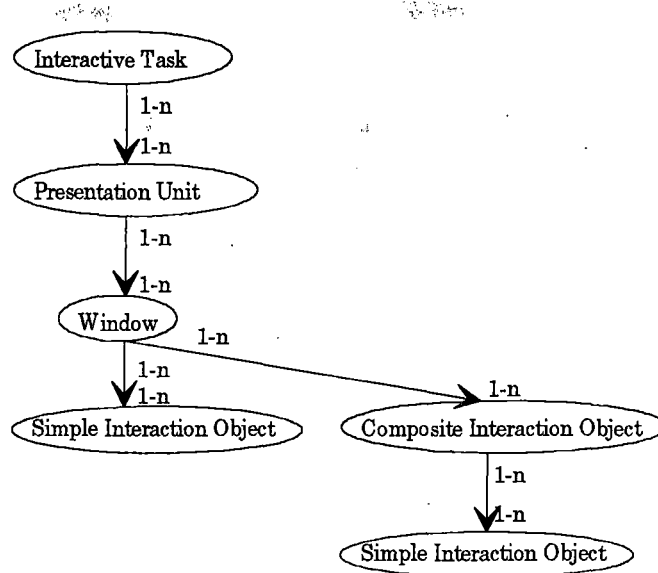 Interactive Task
1-n
1-n
Presentation Unit
1-n
1-n
Window
1-n
1-n
1-n
1-n
Simple Interaction Object
Composite Interaction Object
1-n
1-n
Simple Interaction Object